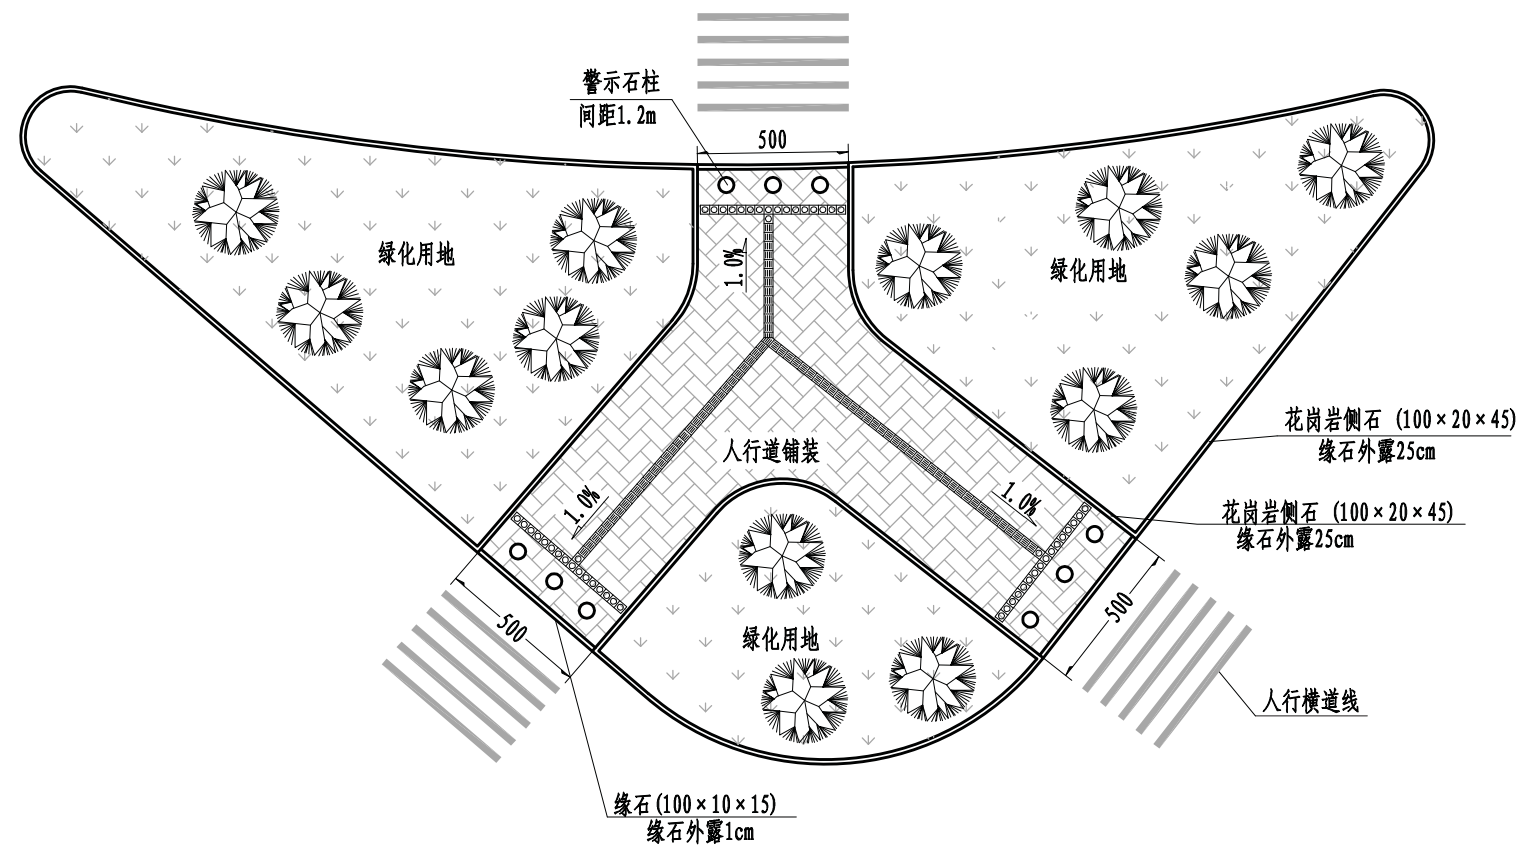 警示石柱
间距1.2m
500
1.0%
绿化用地
绿化用地
花岗岩侧石 (100×20×45)
缘石外露25cm
人行道铺装
1.0%
1.0%
花岗岩侧石 (100×20×45)
缘石外露25cm
500
500
绿化用地
人行横道线
缘石(100×10×15)
缘石外露1cm